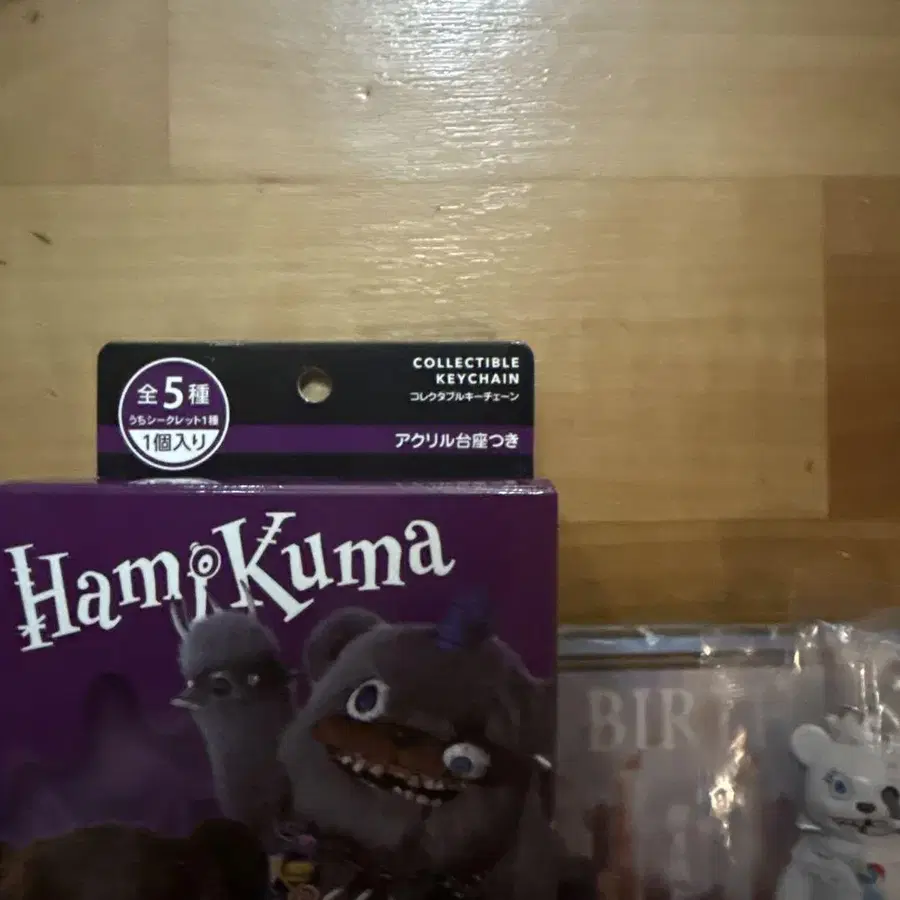 全5種
うちシークレット1種
1個入り
COLLECTIBLE
KEYCHAIN
コレクタブルキーチェーン
アクリル台座つき
HamiKuma
BIRTH